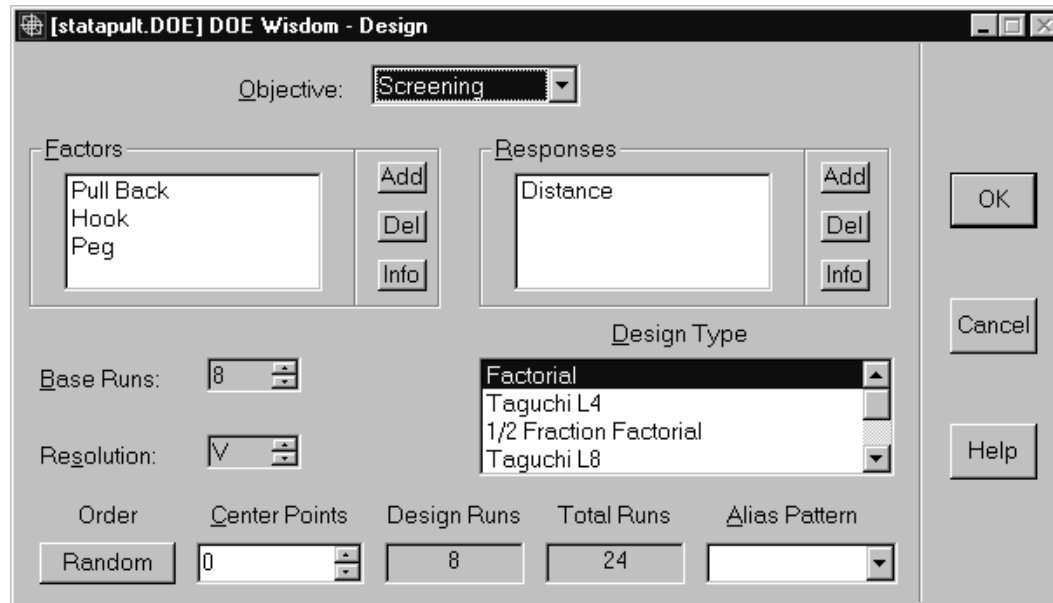 [statapult.DOE] DOE Wisdom - Design
Objective: Screening
Factors
Pull Back
Hook
Peg
Add
Del
Info
Responses
Distance
Add
Del
Info
OK
Cancel
Help
Base Runs: 8
Resolution: V
Design Type
Factorial
Taguchi L4
1/2 Fraction Factorial
Taguchi L8
Order Center Points Design Runs Total Runs Alias Pattern
Random 0 8 24